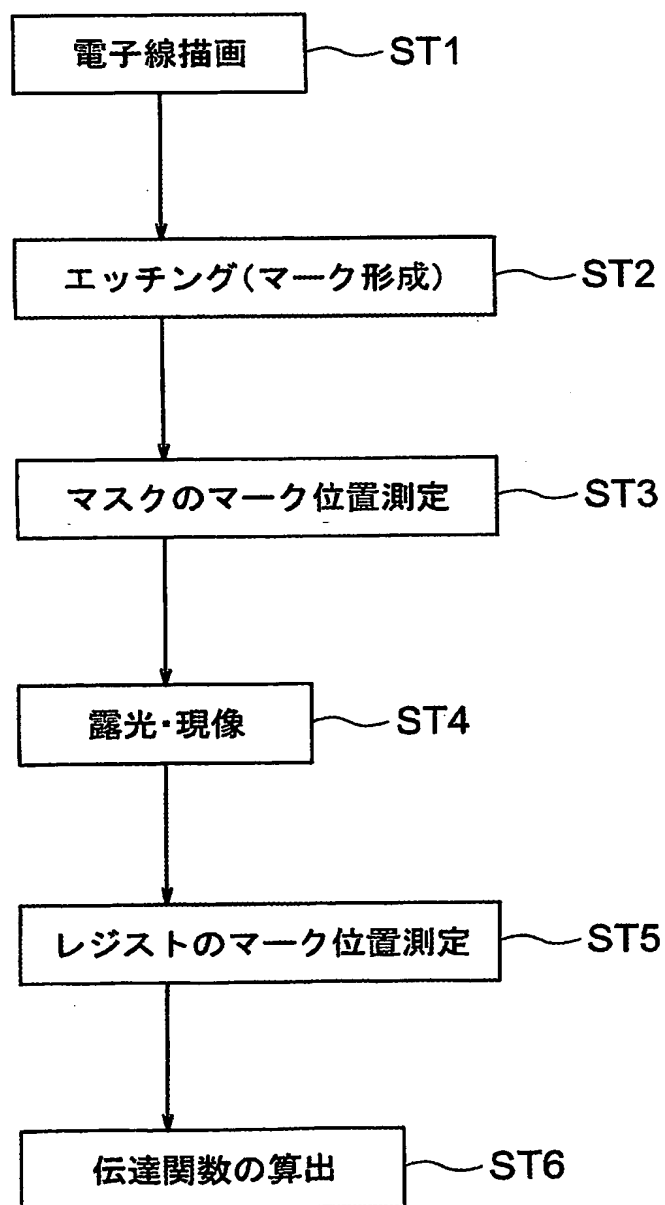 電子線描画 ST1
エッチング(マーク形成) ST2
マスクのマーク位置測定 ST3
露光・現像 ST4
レジストのマーク位置測定 ST5
伝達関数の算出 ST6